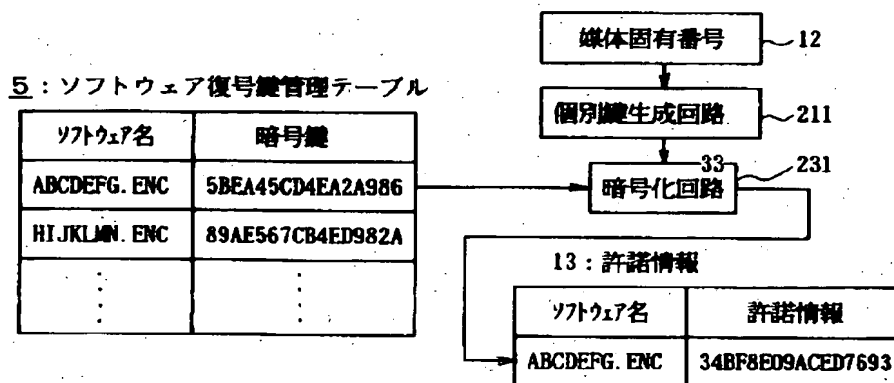 媒体固有番号
12
5：ソフトウェア復号鍵管理テーブル
個別鍵生成回路
211
ソフトウェア名 暗号鍵
33
231
ABCDEFG.ENC 5BEA45CD4EA2A986
暗号化回路
HIJKLMN.ENC 89AE567CB4ED982A
13：許諾情報
ソフトウェア名 許諾情報
ABCDEFG.ENC 34BF8E09ACED7693